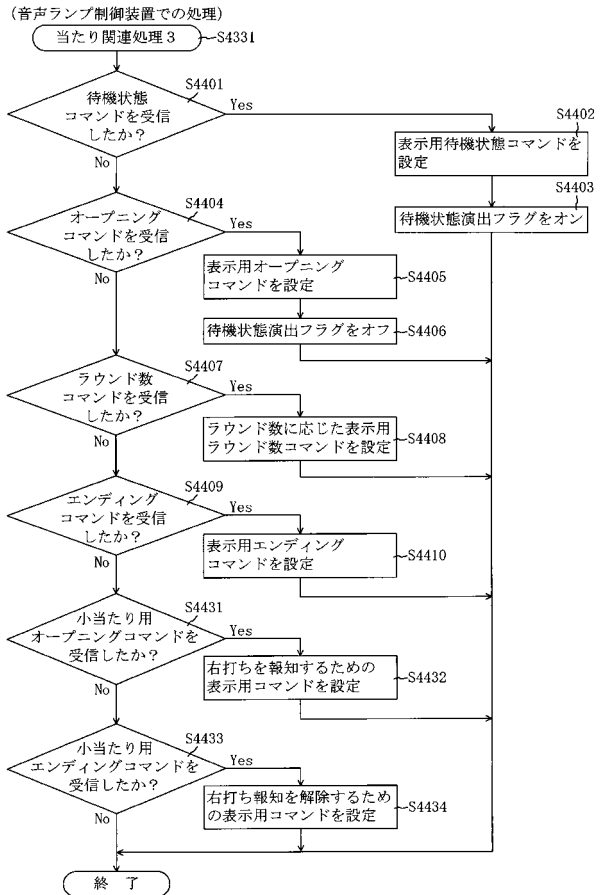 (音声ランプ制御装置での処理)
当たり関連処理3
S4331
S4401
待機状態
コマンドを受信
したか?
Yes
No
S4402
表示用待機状態コマンドを
設定
S4403
待機状態演出フラグをオン
S4404
オープニング
コマンドを受信
したか?
Yes
No
表示用オープニング
コマンドを設定
S4405
待機状態演出フラグをオフ
S4406
S4407
ラウンド数
コマンドを受信
したか?
Yes
No
ラウンド数に応じた表示用
ラウンド数コマンドを設定
S4408
S4409
エンディング
コマンドを受信
したか?
Yes
No
表示用エンディング
コマンドを設定
S4410
S4431
小当たり用
オープニングコマンドを
受信したか?
Yes
No
右打ちを報知するための
表示用コマンドを設定
S4432
S4433
小当たり用
エンディングコマンドを
受信したか?
Yes
No
右打ち報知を解除するため
の表示用コマンドを設定
S4434
終 了